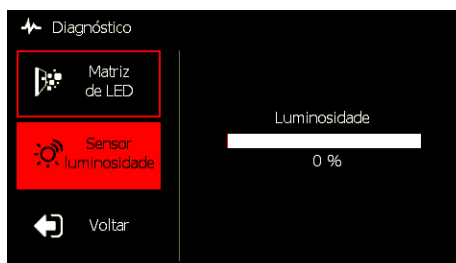 Diagnóstico
Matriz
de LED
Sensor
luminosidade
Voltar
Luminosidade
0 %